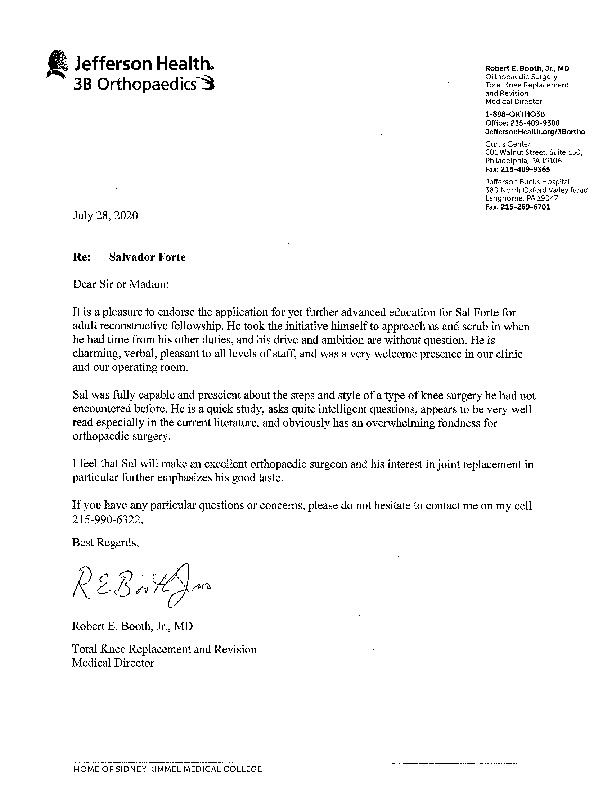 Jefferson Health.
3B Orthopaedics
Robert E. Booth, Jr., MD
Orthopaedic Surgery
Total Knee Replacement
and Revision
Medical Director
1-888-ORTHO3B
Office: 215-409-9300
JeffersonHealth.org/3Bortho
Curtis Center
601 Walnut Street, Suite
Philadelphia, PA 19106
Fax: 215-409-9365
Jefferson Bucks Hospital
380 North Oxford Valley Road
Langhorne, PA 19047
Fax: 215-269-6701
July 28, 2020
Re: Salvador Forte
Dear Sir or Madam:
It is a pleasure to endorse the application for yet further advanced education for Sal Forte for
adult reconstructive fellowship. He took the initiative himself to approach us and scrub in when
he had time from his other duties, and his drive and ambition are without question. He is
charming, verbal, pleasant to all levels of staff, and was a very welcome presence in our clinic
and our operating room.
Sal was fully capable and prescient about the steps and style of a type of knee surgery he had not
encountered before. He is a quick study, asks quite intelligent questions, appears to be very well
read especially in the current literature, and obviously has an overwhelming fondness for
orthopaedic surgery.
I feel that Sal will make an excellent orthopaedic surgeon and his interest in joint replacement in
particular further emphasizes his good taste.
If you have any particular questions or concerns, please do not hesitate to contact me on my cell
215-990-6322.
Best Regards,
R E Booth Jr MD
Robert E. Booth, Jr., MD
Total Knee Replacement and Revision
Medical Director
HOME OF SIDNEY KIMMEL MEDICAL COLLEGE